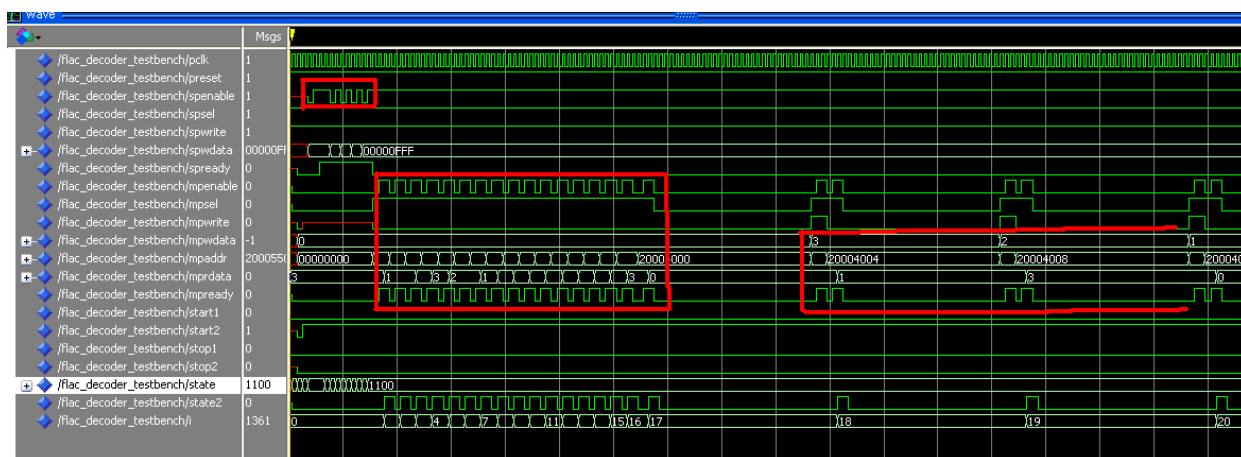 Wave
Msgs
/flac_decoder_testbench/pclk 1
/flac_decoder_testbench/preset 1
/flac_decoder_testbench/spenable 1
/flac_decoder_testbench/spsel 1
/flac_decoder_testbench/spwrite 1
/flac_decoder_testbench/spwdata 00000FF 00000FFF
/flac_decoder_testbench/spready 0
/flac_decoder_testbench/mpenable 0
/flac_decoder_testbench/mpsel 0
/flac_decoder_testbench/mpwrite 0
/flac_decoder_testbench/mpwdata -1 0 3 2 1
/flac_decoder_testbench/mpaddr 2000550 00000000 20004004 20004008 200040
/flac_decoder_testbench/mprdata 0 3 1 3 2 1 3 0 1 3 0
/flac_decoder_testbench/mpready 0
/flac_decoder_testbench/start1 0
/flac_decoder_testbench/start2 1
/flac_decoder_testbench/stop1 0
/flac_decoder_testbench/stop2 0
/flac_decoder_testbench/state 1100 1100
/flac_decoder_testbench/state2 0
/flac_decoder_testbench/i 1361 0 4 7 11 15 16 17 18 19 20